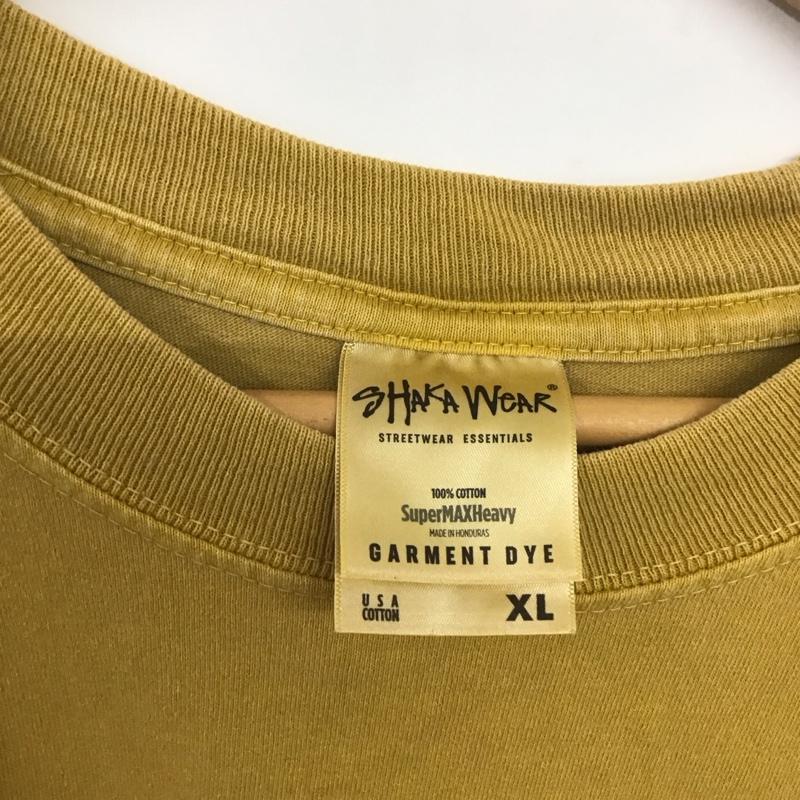 SHAKA WEAR®
STREETWEAR ESSENTIALS
100% COTTON
SuperMAXHeavy
MADE IN HONDURAS
GARMENT DYE
USA
COTTON
XL